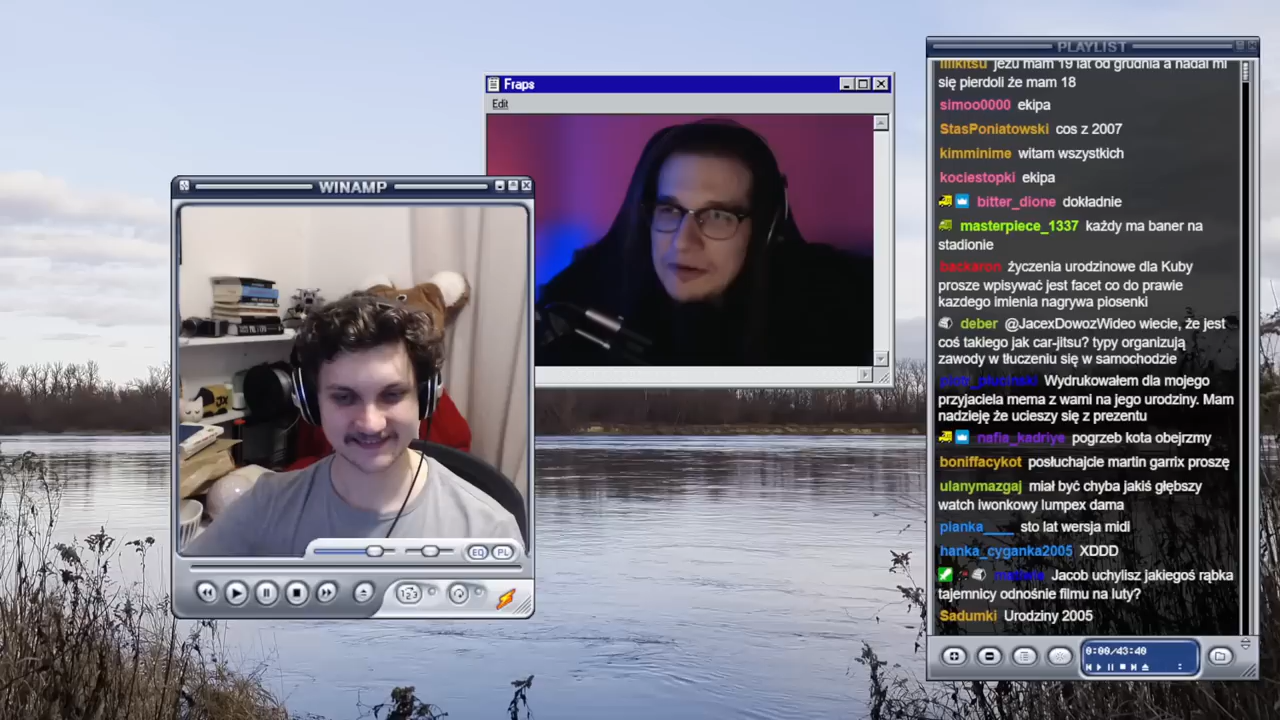 Fraps
Edit
WINAMP
EQ PL
123
PLAYLIST
jezu mam 19 lat od grudnia a nadal mi
się pierdoli że mam 18
simoo0000 ekipa
StasPoniatowski cos z 2007
kimminime witam wszystkich
kociestopki ekipa
bitter_dione dokładnie
masterpiece_1337 każdy ma baner na
stadionie
backaron życzenia urodzinowe dla Kuby
prosze wpisywać jest facet co do prawie
kazdego imienia nagrywa piosenki
deber @JacexDowozWideo wiecie, że jest
coś takiego jak car-jitsu? typy organizują
zawody w tłuczeniu się w samochodzie
Wydrukowałem dla mojego
przyjaciela mema z wami na jego urodziny. Mam
nadzieję że ucieszy się z prezentu
nafia_kadriye pogrzeb kota obejrzmy
boniffacykot posłuchajcie martin garrix proszę
ulanymazgaj miał być chyba jakiś głębszy
watch lwonkowy lumpex dama
pianka____ sto lat wersja midi
hanka_cyganka2005 XDDD
Jacob uchylisz jakiegoś rąbka
tajemnicy odnośnie filmu na luty?
Sadumki Urodziny 2005
0:00/43:40